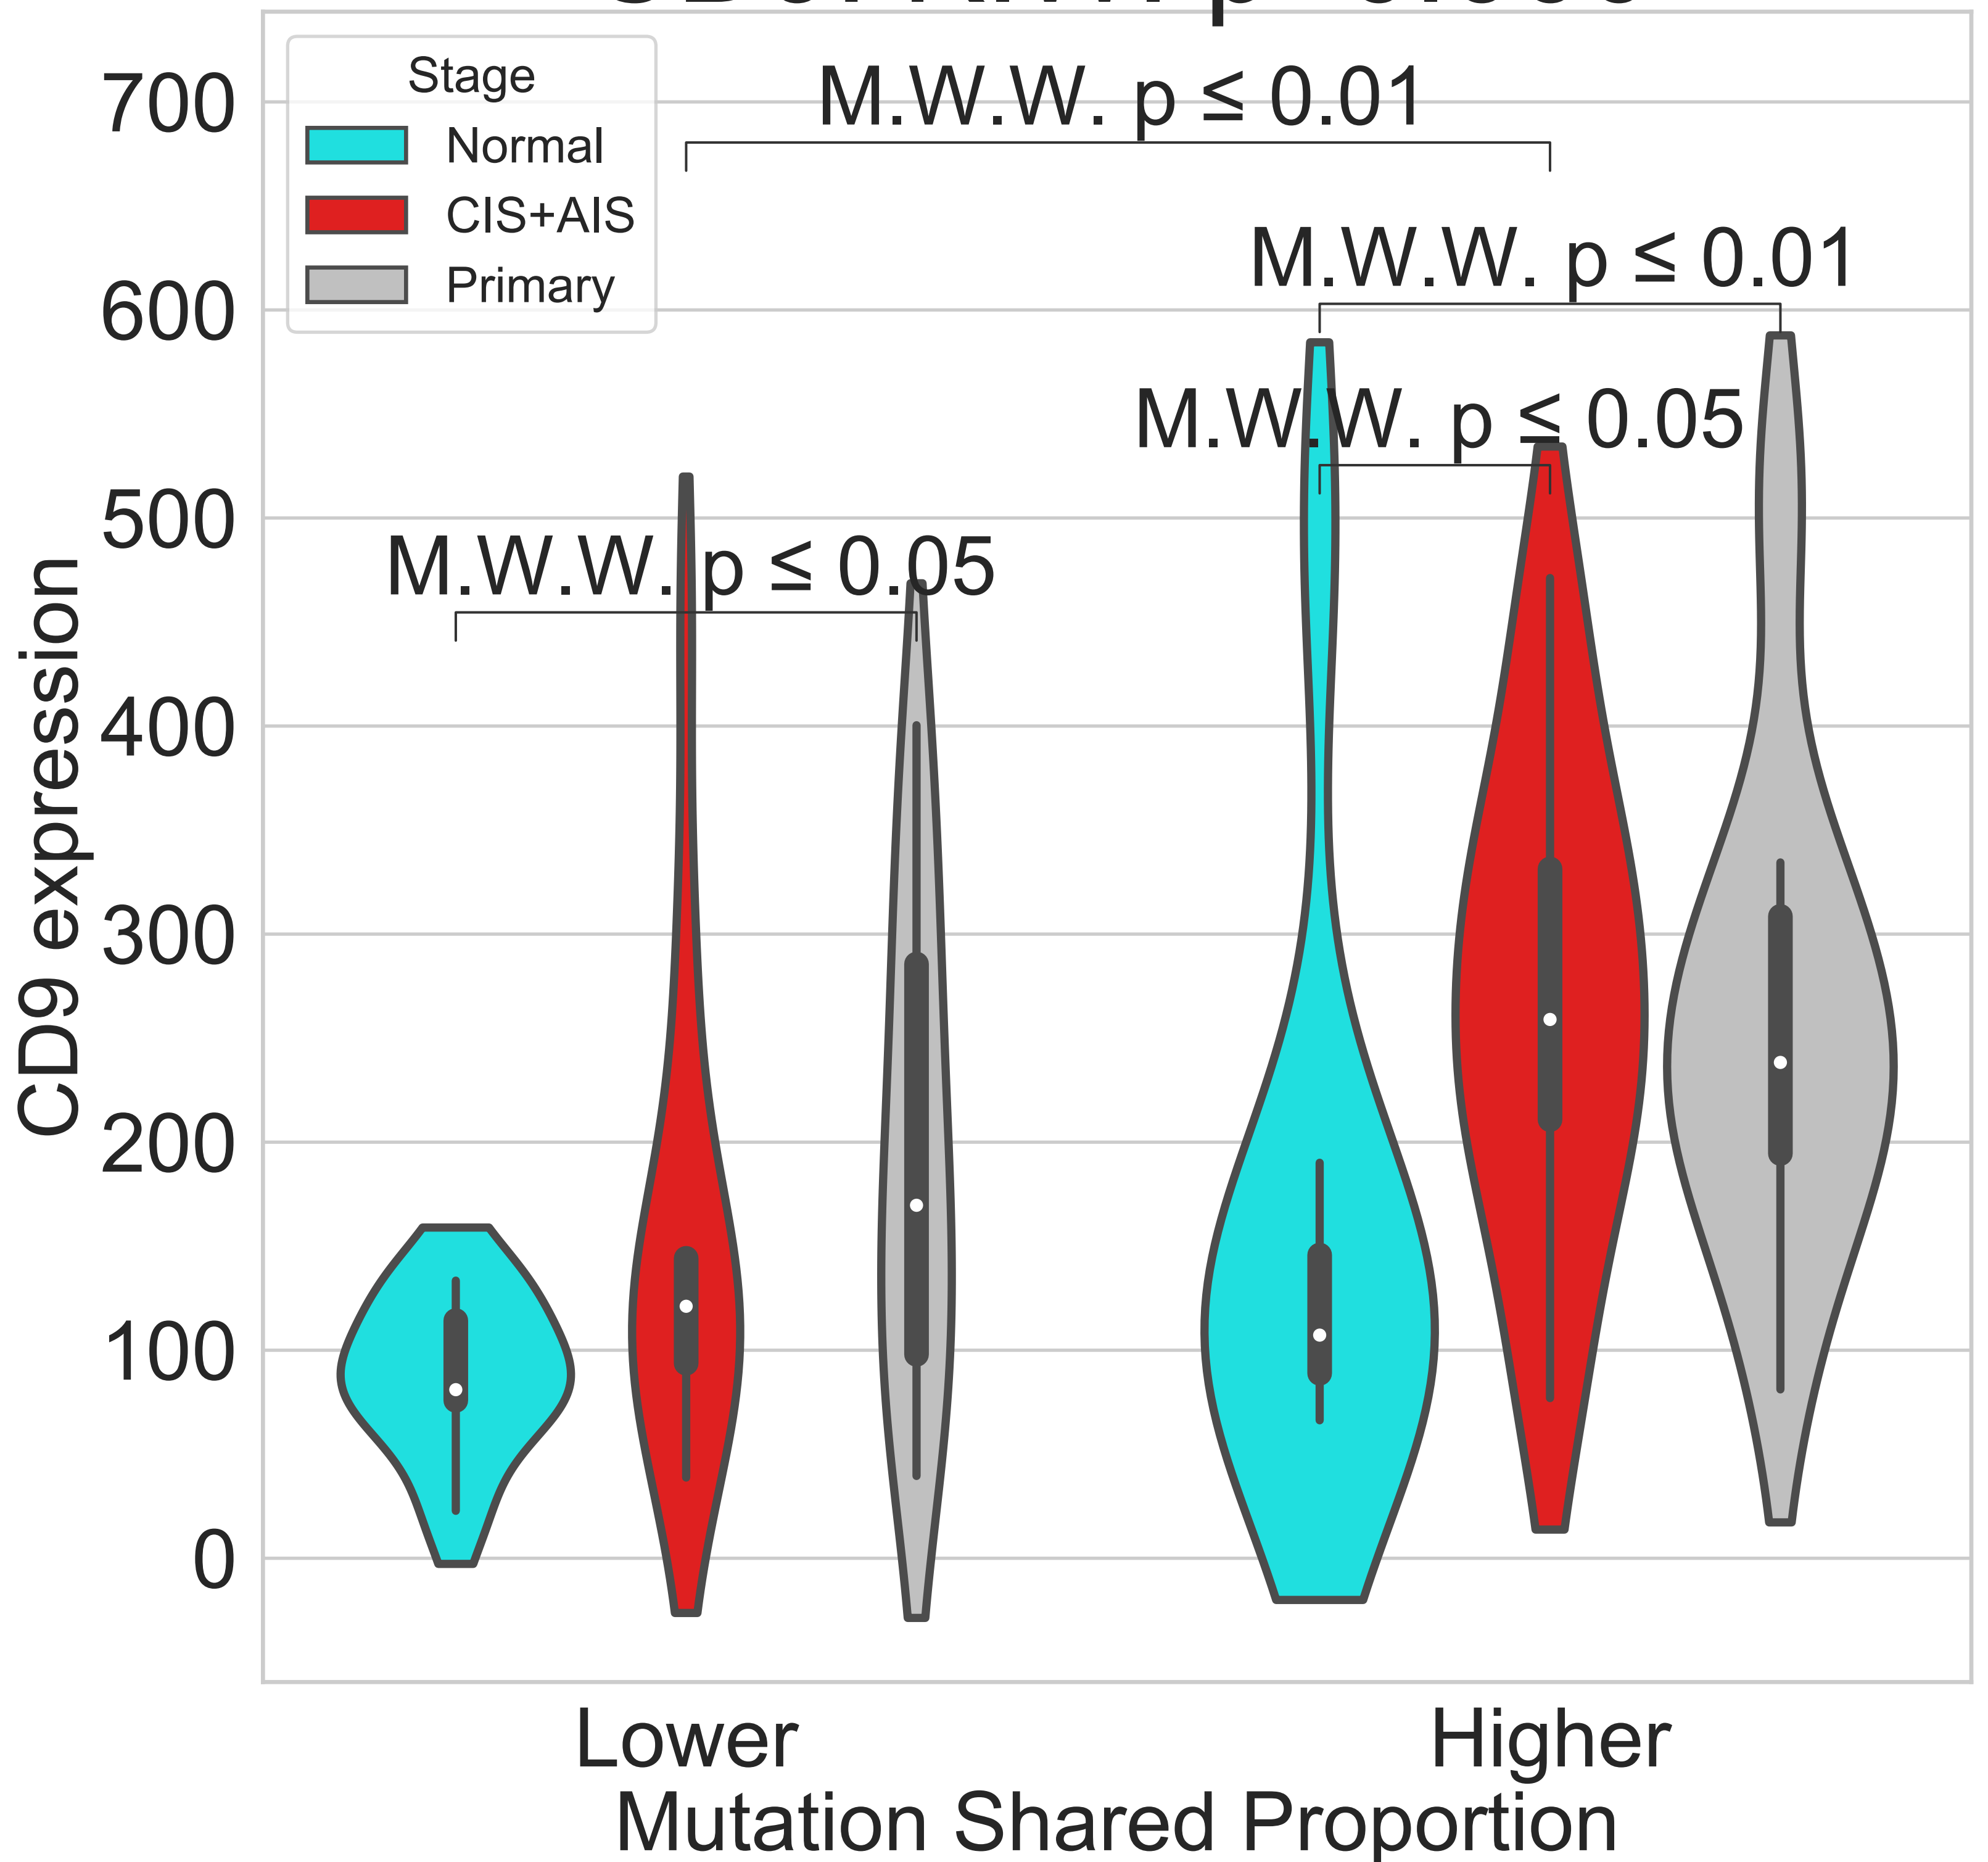 Stage
Normal
CIS+AIS
Primary
M.W.W. p ≤ 0.01
M.W.W. p ≤ 0.01
M.W.W. p ≤ 0.05
M.W.W. p ≤ 0.05
700
600
500
400
300
200
100
0
CD9 expression
Lower
Higher
Mutation Shared Proportion